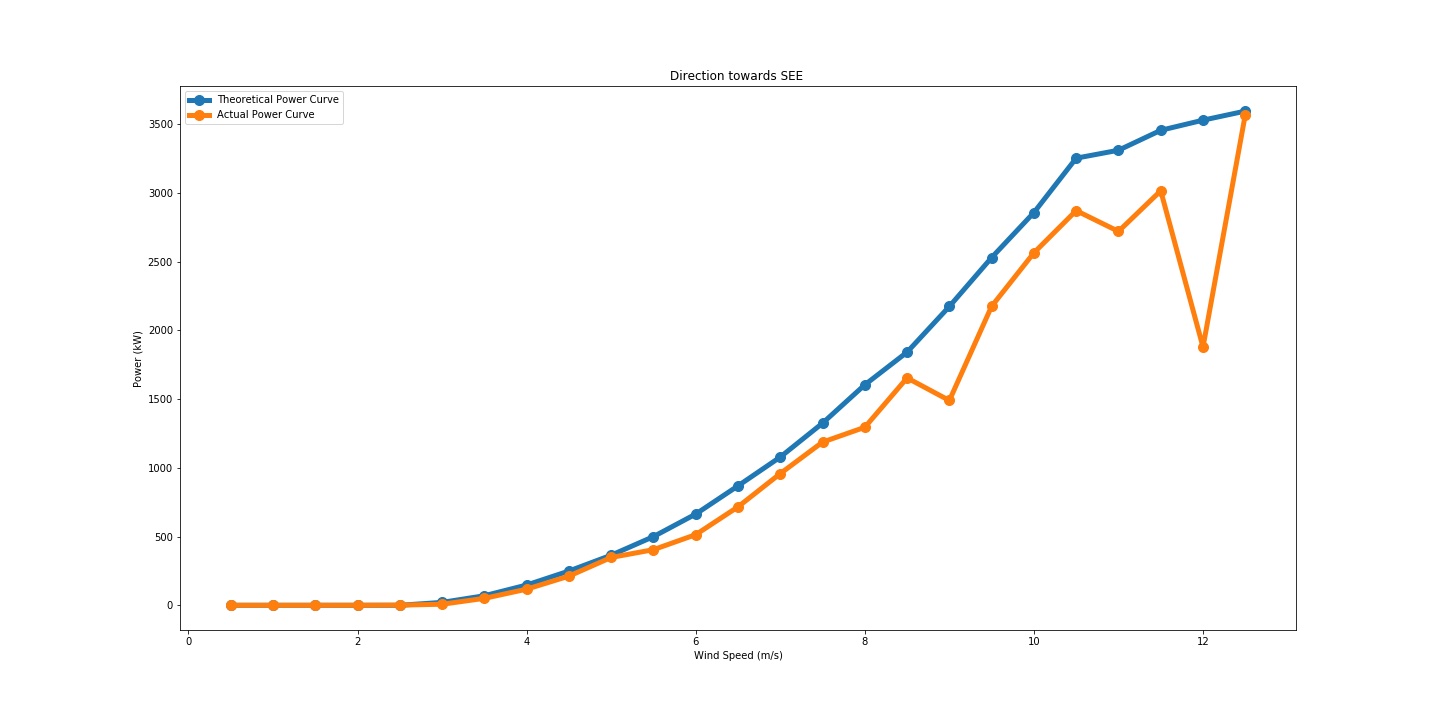 Direction towards SEE
Theoretical Power Curve
Actual Power Curve
3500
3000
2500
2000
1500
1000
500
0
Power (kW)
0 2 4 6 8 10 12
Wind Speed (m/s)